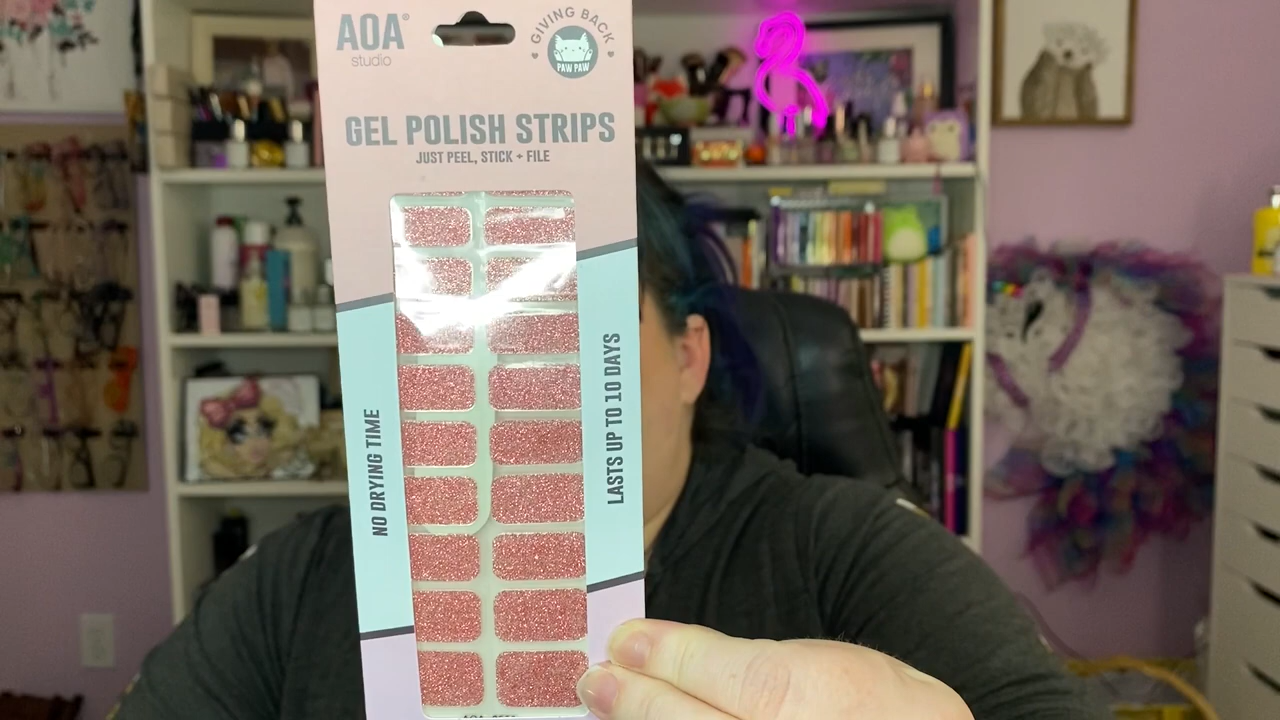 AOA®
studio
GIVING BACK
PAW PAW
GEL POLISH STRIPS
JUST PEEL, STICK + FILE
NO DRYING TIME
LASTS UP TO 10 DAYS